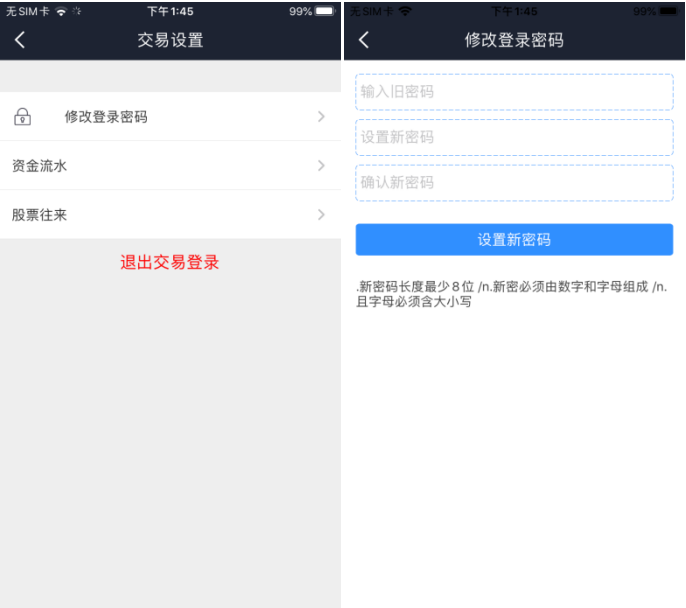 无SIM卡 下午1:45 99%
交易设置
修改登录密码
资金流水
股票往来
退出交易登录
无SIM卡 下午1:45 99%
修改登录密码
输入旧密码
设置新密码
确认新密码
设置新密码
.新密码长度最少8位 /n.新密必须由数字和字母组成 /n.
且字母必须含大小写